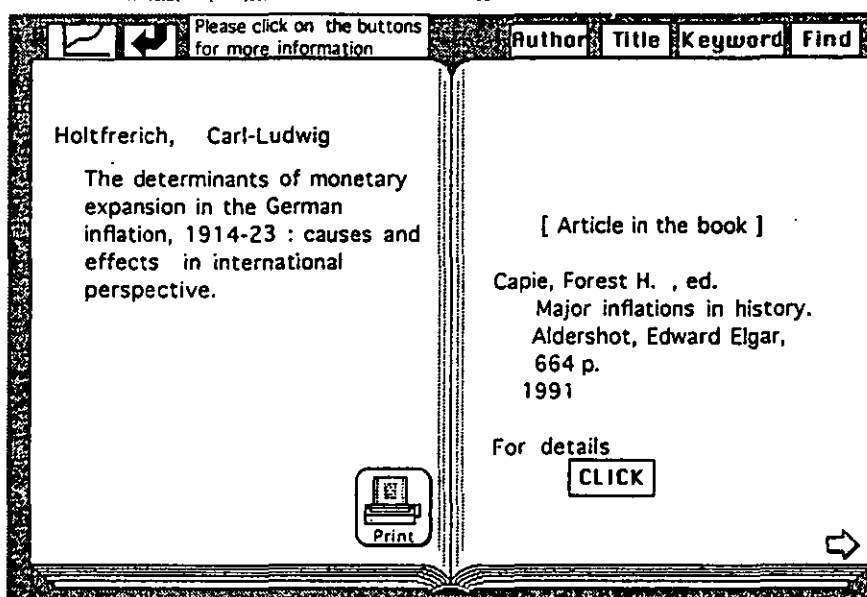 Please click on the buttons
for more information
Author Title Keyword Find
Holtfrerich, Carl-Ludwig
The determinants of monetary
expansion in the German
inflation, 1914-23 : causes and
effects in international
perspective.
Print
[ Article in the book ]
Capie, Forest H. , ed.
Major inflations in history.
Aldershot, Edward Elgar,
664 p.
1991
For details
CLICK